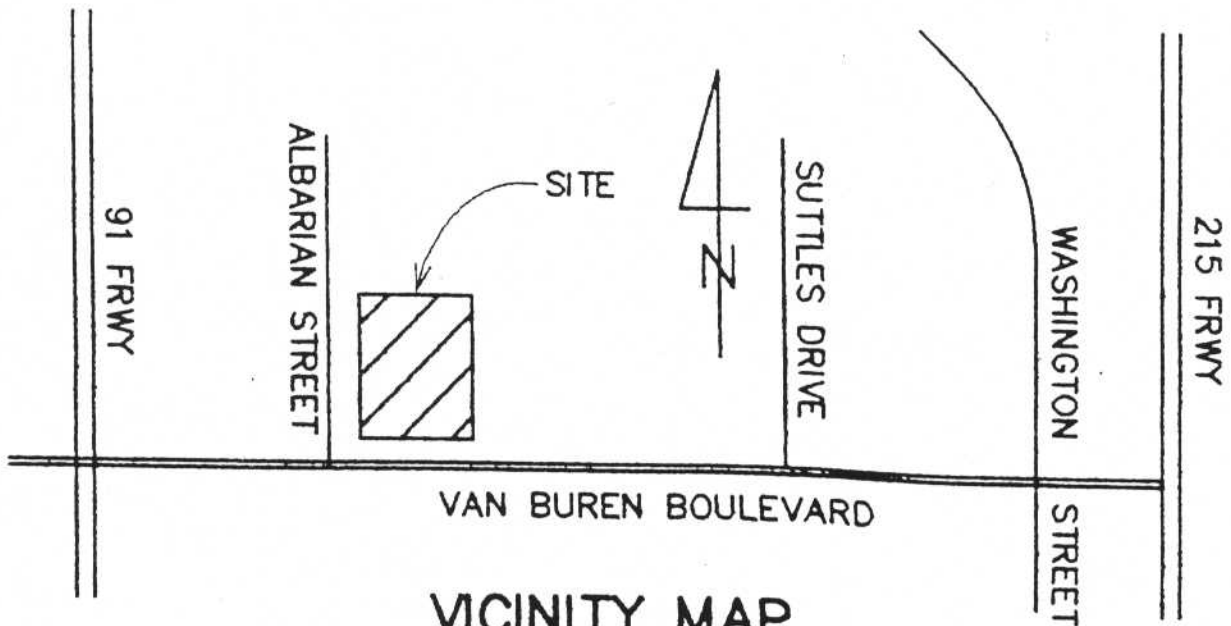 91 FRWY
ALBARIAN STREET
SITE
N
SUTTLES DRIVE
WASHINGTON STREET
215 FRWY
VAN BUREN BOULEVARD
VICINITY MAP